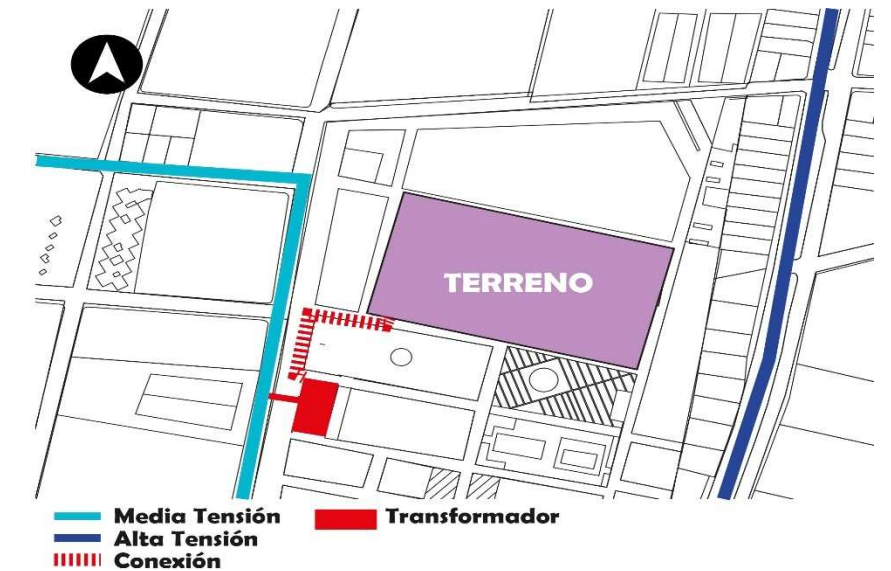 TERRENO
Media Tensión
Transformador
Alta Tensión
Conexión